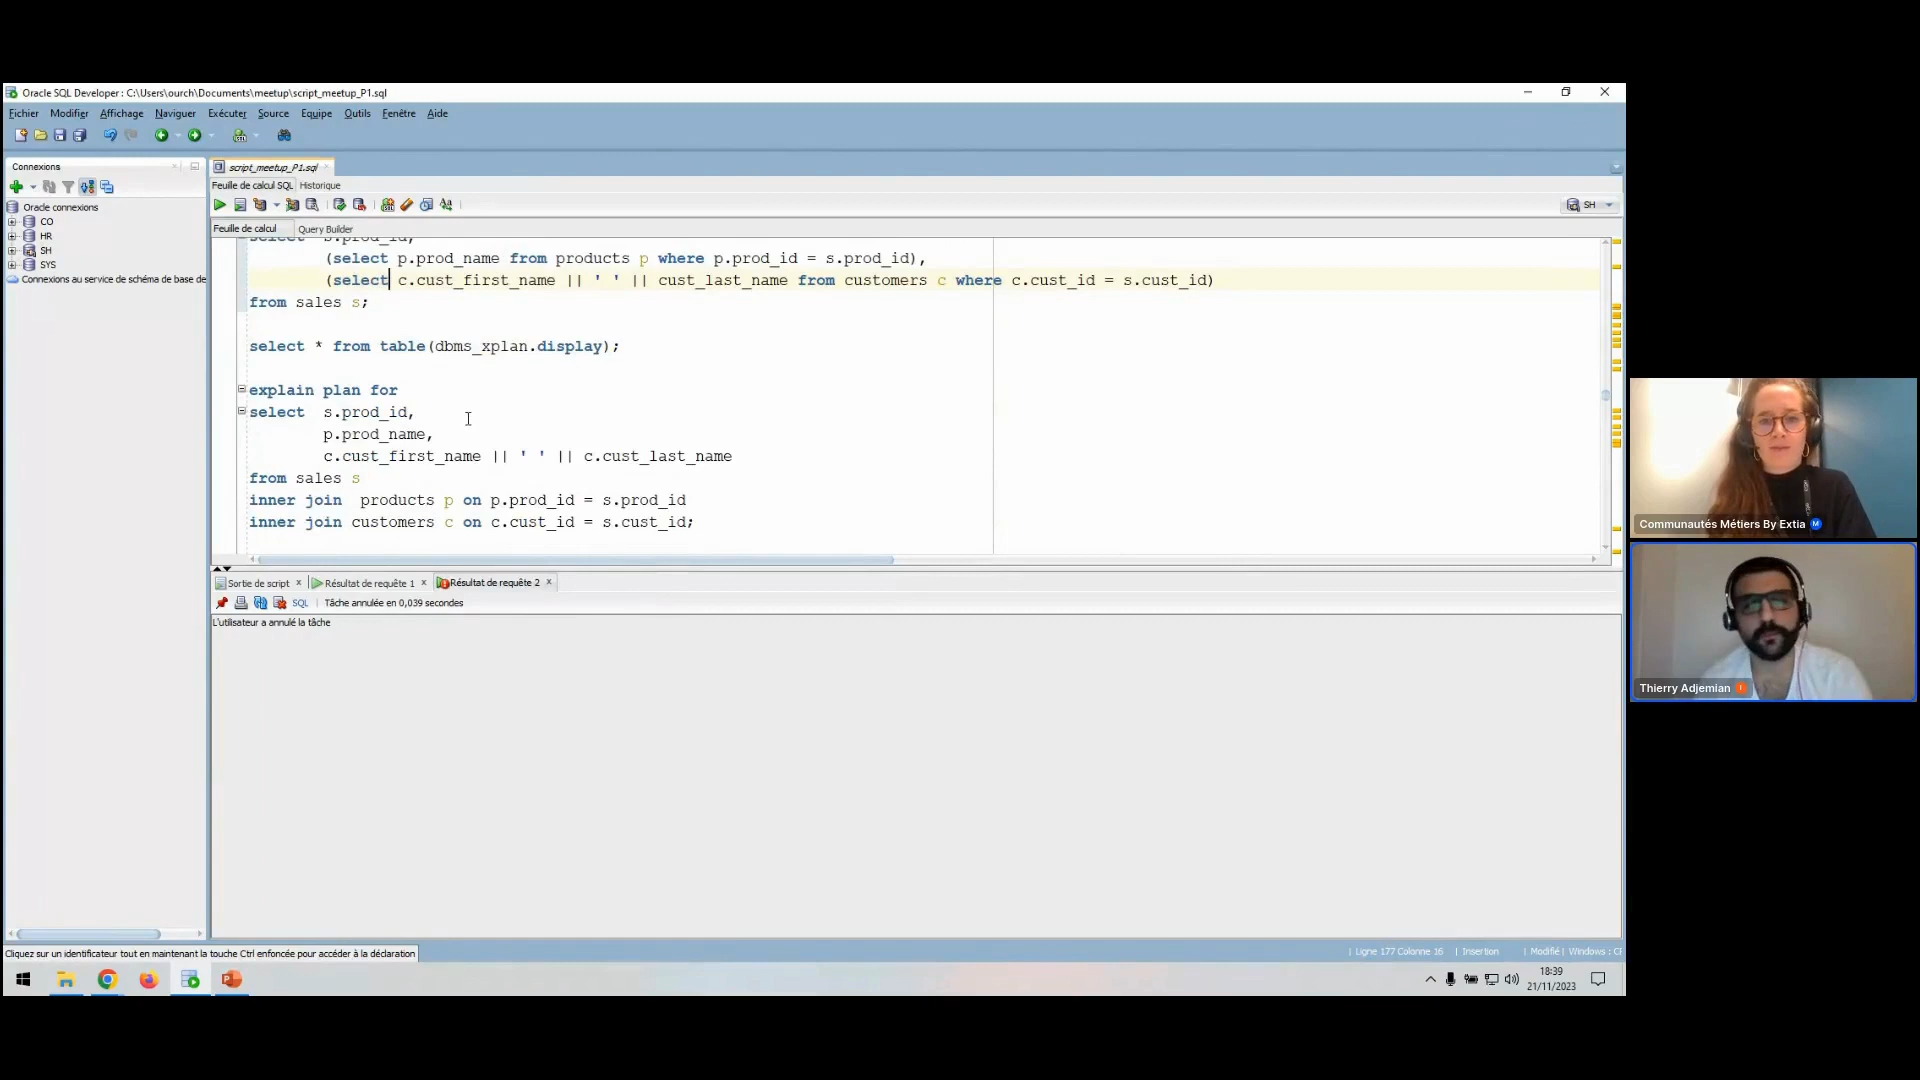 Oracle SQL Developer : C:\Users\ourch\Documents\meetup\script_meetup_P1.sql
Fichier Modifier Affichage Naviguer Exécuter Source Equipe Outils Fenêtre Aide
Connexions
script_meetup_P1.sql
Feuille de calcul SQL Historique
Oracle connexions
CO
HR
SH
SYS
Connexions au service de schéma de base de
SH
Feuille de calcul Query Builder
select s.prod_id,
(select p.prod_name from products p where p.prod_id = s.prod_id),
(select c.cust_first_name || ' ' || cust_last_name from customers c where c.cust_id = s.cust_id)
from sales s;
select * from table(dbms_xplan.display);
explain plan for
select s.prod_id,
p.prod_name,
c.cust_first_name || ' ' || c.cust_last_name
from sales s
inner join products p on p.prod_id = s.prod_id
inner join customers c on c.cust_id = s.cust_id;
Sortie de script Résultat de requête 1 Résultat de requête 2
SQL Tâche annulée en 0,039 secondes
L'utilisateur a annulé la tâche
Cliquez sur un identificateur tout en maintenant la touche Ctrl enfoncée pour accéder à la déclaration
Ligne 177 Colonne 16 Insertion Modifié Windows : CF
18:39
21/11/2023
Communautés Métiers By Extia
Thierry Adjemian